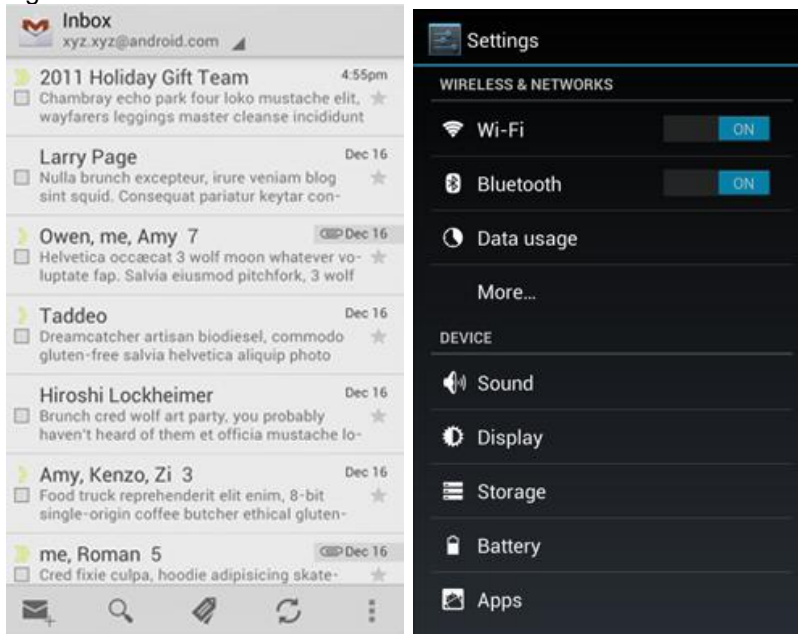 Inbox
xyz.xyz@android.com
2011 Holiday Gift Team 4:55pm
Chambray echo park four loko mustache elit,
wayfarers leggings master cleanse incididunt
Larry Page Dec 16
Nulla brunch excepteur, irure veniam blog
sint squid. Consequat pariatur keytar con-
Owen, me, Amy 7 Dec 16
Helvetica occæcat 3 wolf moon whatever vo-
luptate fap. Salvia eiusmod pitchfork, 3 wolf
Taddeo Dec 16
Dreamcatcher artisan biodiesel, commodo
gluten-free salvia helvetica aliquip photo
Hiroshi Lockheimer Dec 16
Brunch cred wolf art party, you probably
haven't heard of them et officia mustache lo-
Amy, Kenzo, Zi 3 Dec 16
Food truck reprehenderit elit enim, 8-bit
single-origin coffee butcher ethical gluten-
me, Roman 5 Dec 16
Cred fixie culpa, hoodie adipisicing skate-
Settings
WIRELESS & NETWORKS
Wi-Fi ON
Bluetooth ON
Data usage
More...
DEVICE
Sound
Display
Storage
Battery
Apps